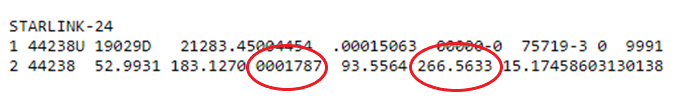 STARLINK-24
1 44238U 19029D 21283.45004454 .00015063 00000-0 75719-3 0 9991
2 44238 52.9931 183.1270 0001787 93.5564 266.5633 15.17458603130138